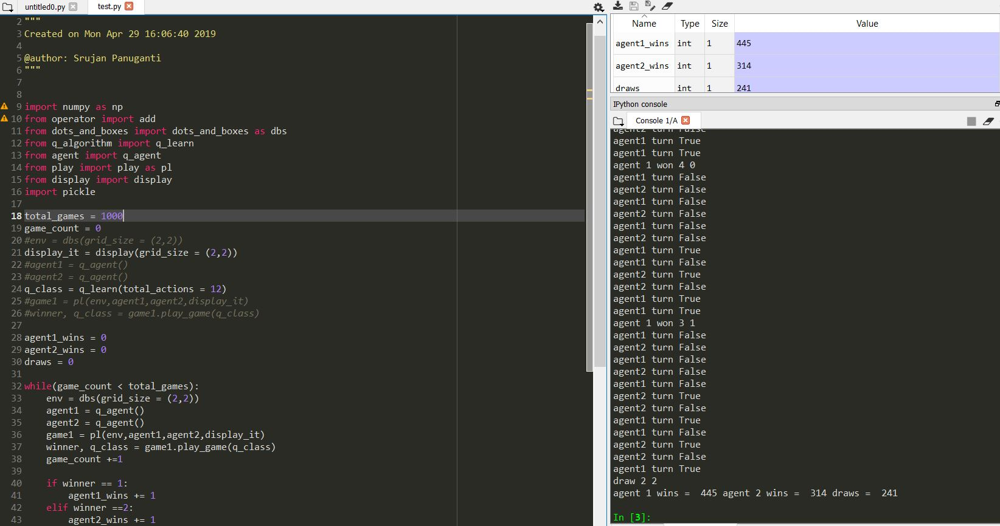 untitled0.py
test.py
2 """
3 Created on Mon Apr 29 16:06:40 2019
4
5 @author: Srujan Panuganti
6 """
7
8
9 import numpy as np
10 from operator import add
11 from dots_and_boxes import dots_and_boxes as dbs
12 from q_algorithm import q_learn
13 from agent import q_agent
14 from play import play as pl
15 from display import display
16 import pickle
17
18 total_games = 1000
19 game_count = 0
20 #env = dbs(grid_size = (2,2))
21 display_it = display(grid_size = (2,2))
22 #agent1 = q_agent()
23 #agent2 = q_agent()
24 q_class = q_learn(total_actions = 12)
25 #game1 = pl(env,agent1,agent2,display_it)
26 #winner, q_class = game1.play_game(q_class)
27
28 agent1_wins = 0
29 agent2_wins = 0
30 draws = 0
31
32 while(game_count < total_games):
33     env = dbs(grid_size = (2,2))
34     agent1 = q_agent()
35     agent2 = q_agent()
36     game1 = pl(env,agent1,agent2,display_it)
37     winner, q_class = game1.play_game(q_class)
38     game_count +=1
39
40     if winner == 1:
41         agent1_wins += 1
42     elif winner ==2:
43         agent2_wins += 1
Name Type Size Value
agent1_wins int 1 445
agent2_wins int 1 314
draws int 1 241
IPython console
Console 1/A
agent2 turn False
agent1 turn True
agent1 turn True
agent 1 won 4 0
agent1 turn False
agent2 turn False
agent1 turn False
agent2 turn False
agent1 turn False
agent2 turn False
agent1 turn True
agent1 turn False
agent2 turn True
agent2 turn False
agent1 turn True
agent1 turn True
agent 1 won 3 1
agent1 turn False
agent2 turn False
agent1 turn False
agent2 turn False
agent1 turn False
agent2 turn True
agent2 turn False
agent1 turn True
agent1 turn False
agent2 turn True
agent2 turn False
agent1 turn True
draw 2 2
agent 1 wins =  445 agent 2 wins =  314 draws =  241
In [3]: